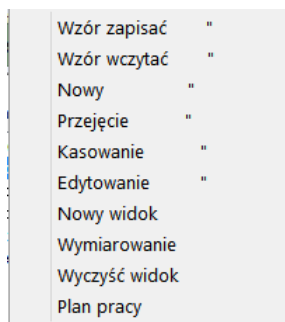 Wzór zapisać "
Wzór wczytać "
Nowy "
Przejęcie "
Kasowanie "
Edytowanie "
Nowy widok
Wymiarowanie
Wyczyść widok
Plan pracy